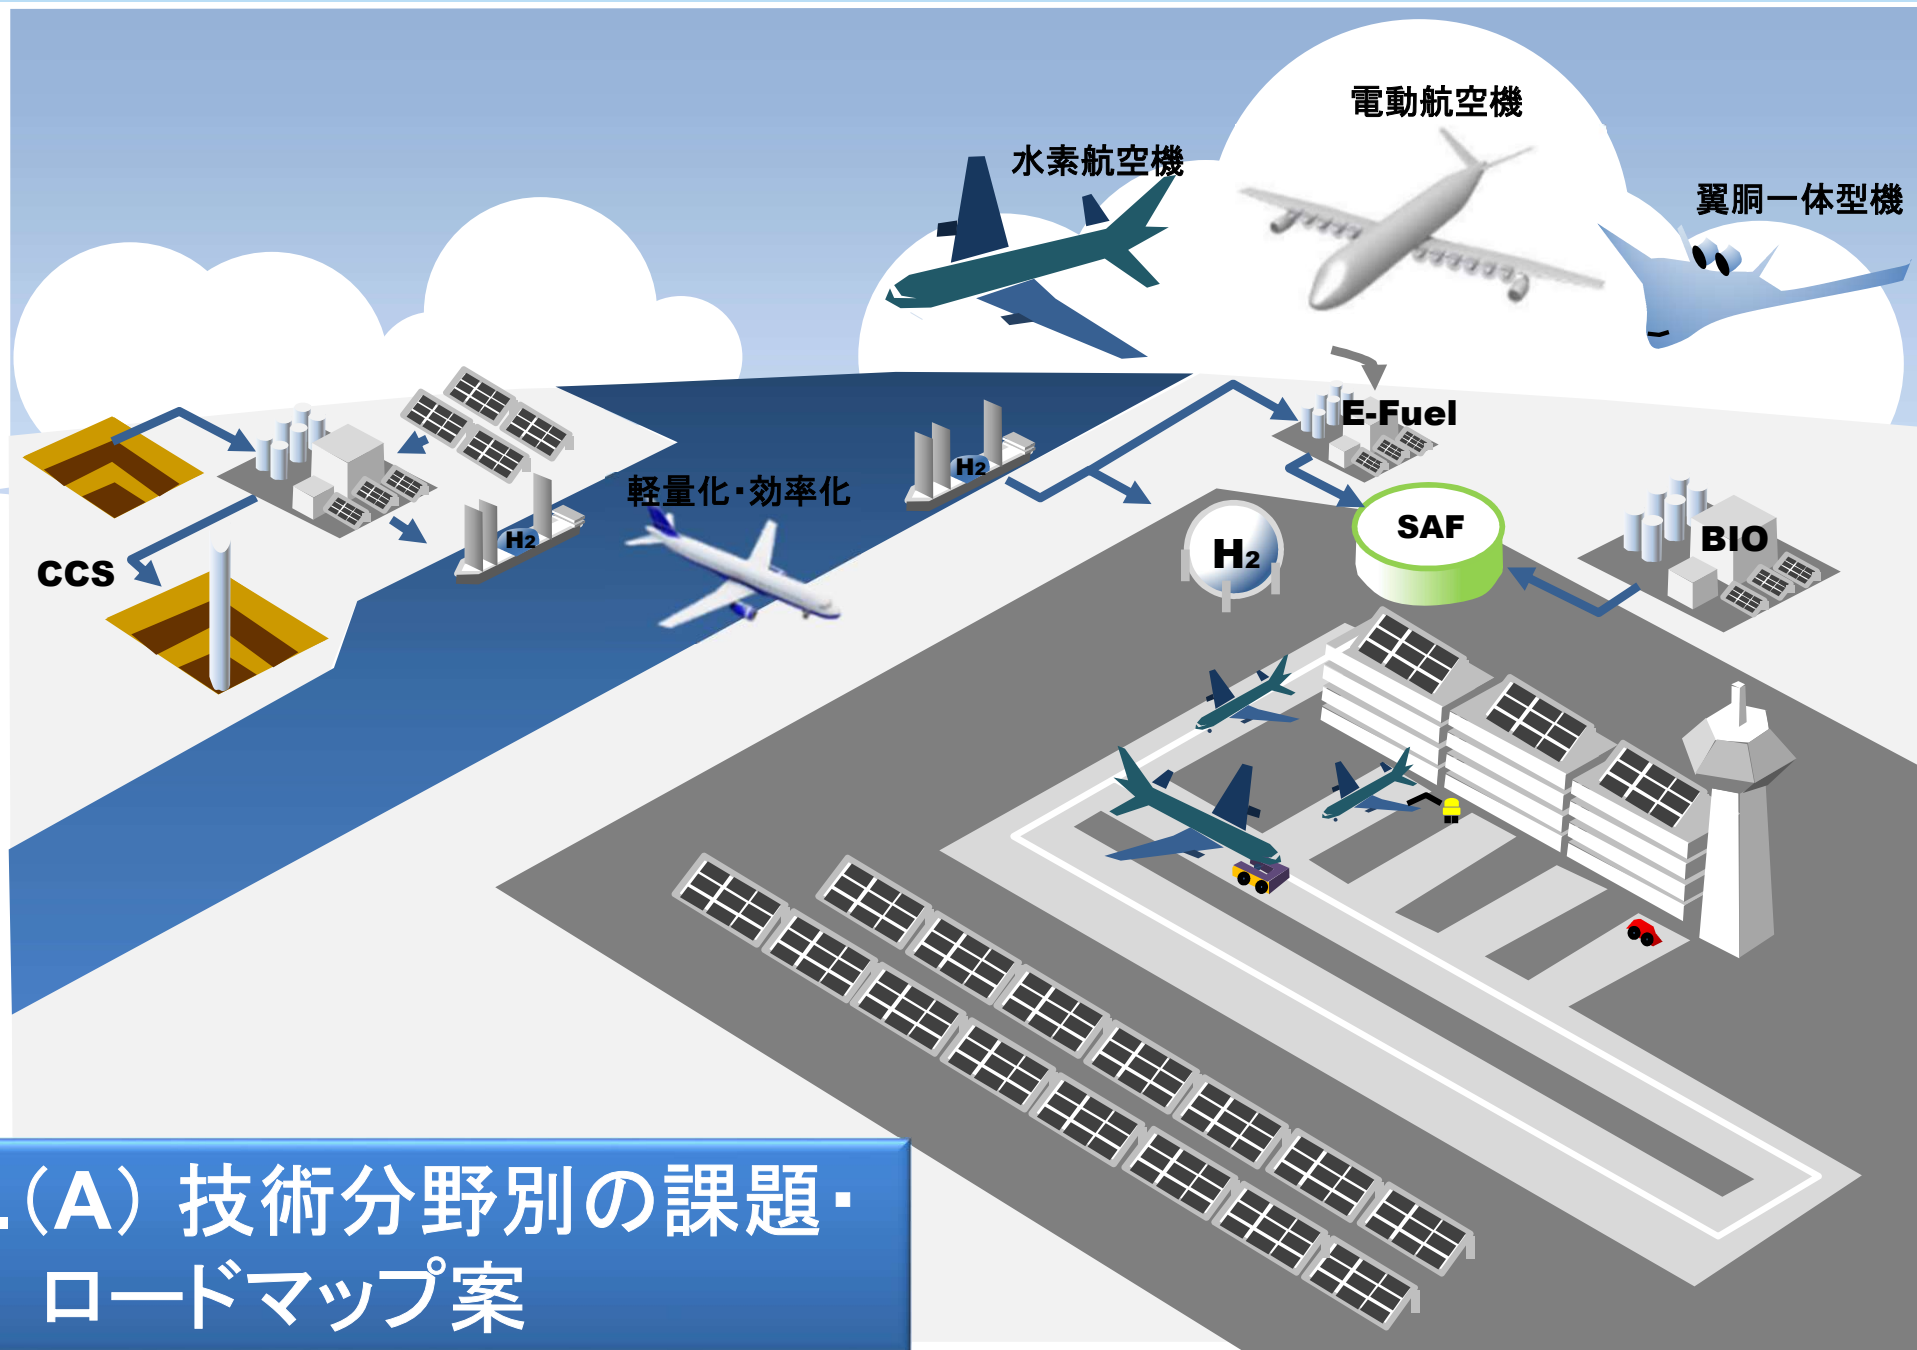 電動航空機
水素航空機
翼胴一体型機
E-Fuel
軽量化・効率化
H2
H2
SAF
BIO
H2
CCS
.(A) 技術分野別の課題・
ロードマップ案